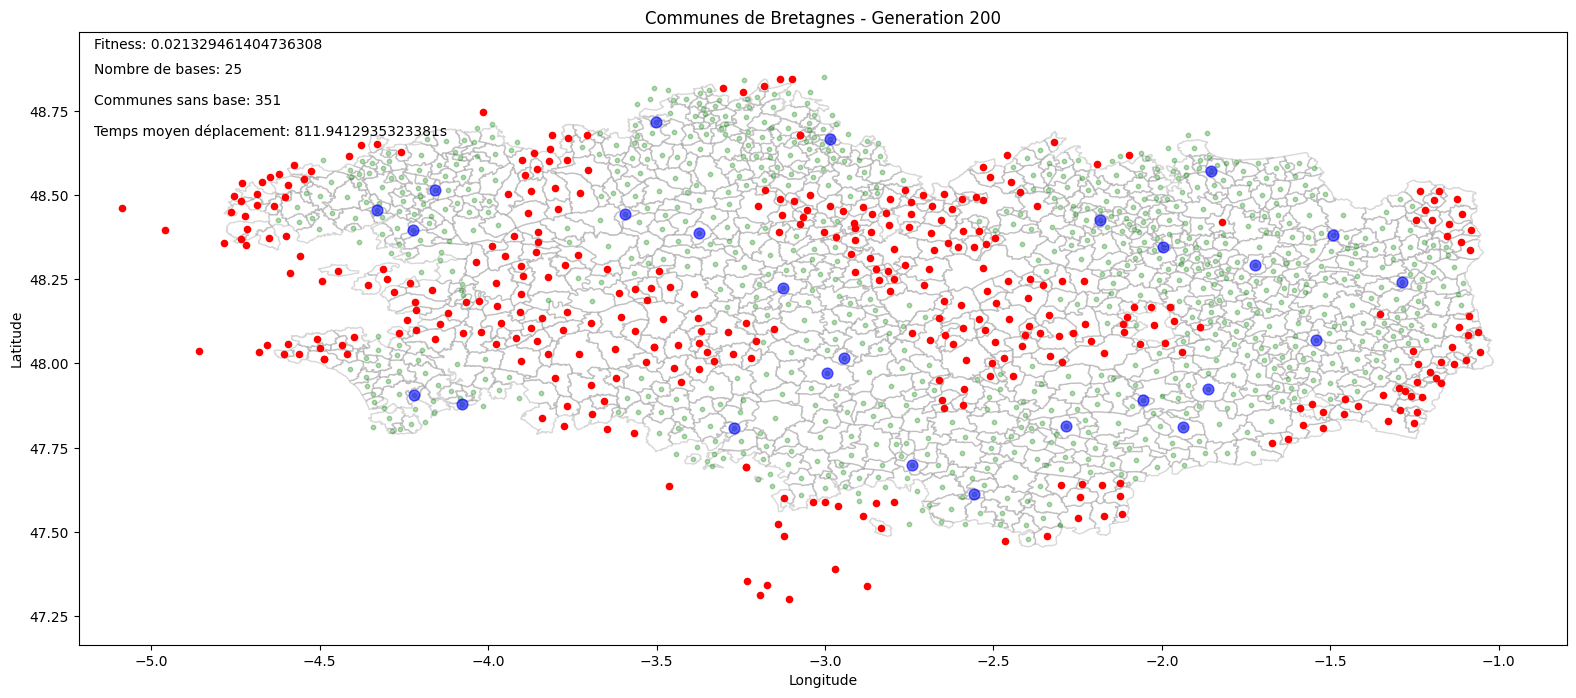 Communes de Bretagnes - Generation 200
Fitness: 0.021329461404736308
Nombre de bases: 25
Communes sans base: 351
Temps moyen déplacement: 811.9412935323381s
48.75
48.50
48.25
48.00
47.75
47.50
47.25
Latitude
−5.0 −4.5 −4.0 −3.5 −3.0 −2.5 −2.0 −1.5 −1.0
Longitude